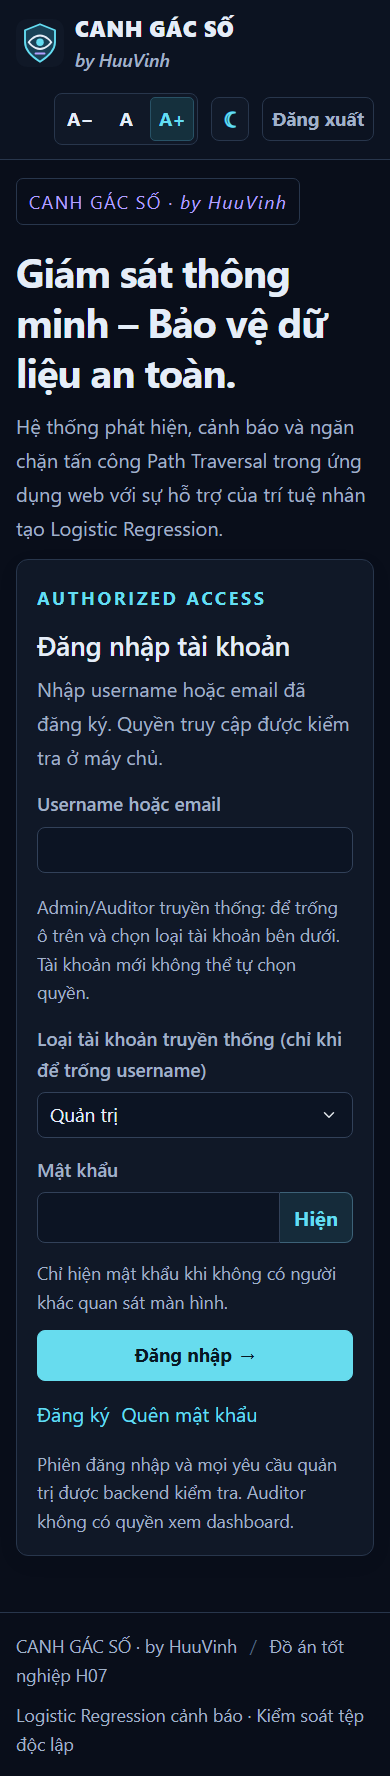 CANH GÁC SỐ
by HuuVinh
A− A A+ Đăng xuất
CANH GÁC SỐ · by HuuVinh
Giám sát thông
minh – Bảo vệ dữ
liệu an toàn.
Hệ thống phát hiện, cảnh báo và ngăn
chặn tấn công Path Traversal trong ứng
dụng web với sự hỗ trợ của trí tuệ nhân
tạo Logistic Regression.
AUTHORIZED ACCESS
Đăng nhập tài khoản
Nhập username hoặc email đã
đăng ký. Quyền truy cập được kiểm
tra ở máy chủ.
Username hoặc email
Admin/Auditor truyền thống: để trống
ô trên và chọn loại tài khoản bên dưới.
Tài khoản mới không thể tự chọn
quyền.
Loại tài khoản truyền thống (chỉ khi
để trống username)
Quản trị
Mật khẩu
Hiện
Chỉ hiện mật khẩu khi không có người
khác quan sát màn hình.
Đăng nhập →
Đăng ký Quên mật khẩu
Phiên đăng nhập và mọi yêu cầu quản
trị được backend kiểm tra. Auditor
không có quyền xem dashboard.
CANH GÁC SỐ · by HuuVinh / Đồ án tốt
nghiệp H07
Logistic Regression cảnh báo · Kiểm soát tệp
độc lập